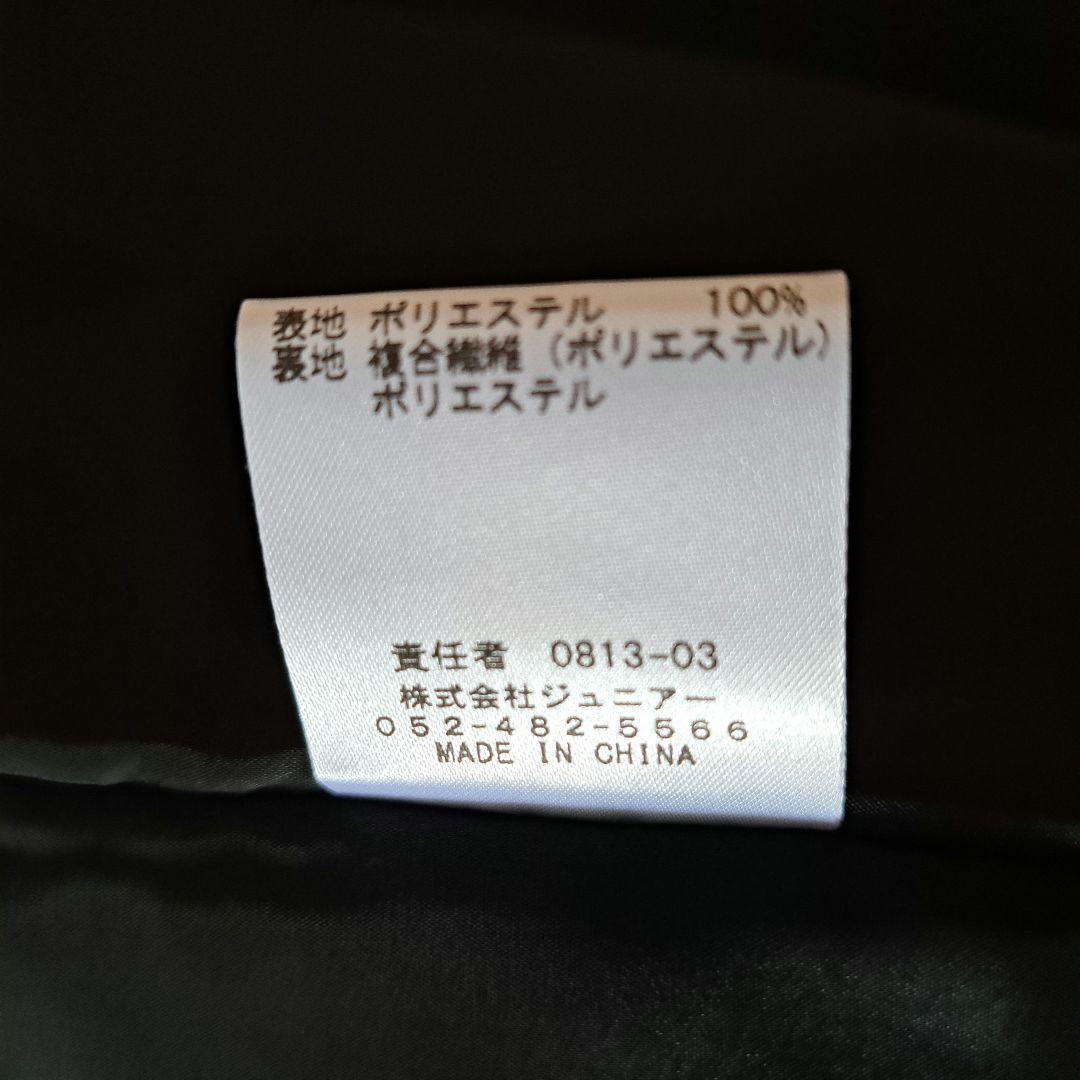 表地 ポリエステル 100%
裏地 複合繊維 (ポリエステル)
ポリエステル
責任者 0813-03
株式会社ジュニアー
052-482-5566
MADE IN CHINA